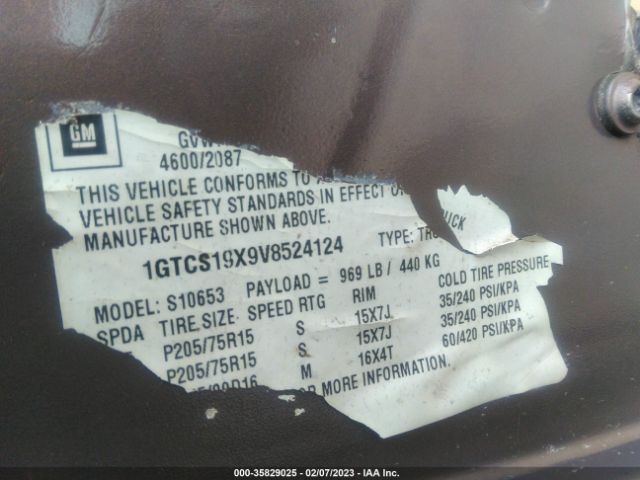 GM
4600/2087
THIS VEHICLE CONFORMS TO
VEHICLE SAFETY STANDARDS IN EFFECT
MANUFACTURE SHOWN ABOVE.
1GTCS19X9V8524124 TYPE:
MODEL: S10653 PAYLOAD = 969 LB / 440 KG
SPDA TIRE SIZE SPEED RTG RIM COLD TIRE PRESSURE
P205/75R15 S 15X7J 35/240 PSI/KPA
P205/75R15 S 15X7J 35/240 PSI/KPA
M 16X4T 60/420 PSI/KPA
MORE INFORMATION.
000-35829025 - 02/07/2023 - IAA Inc.